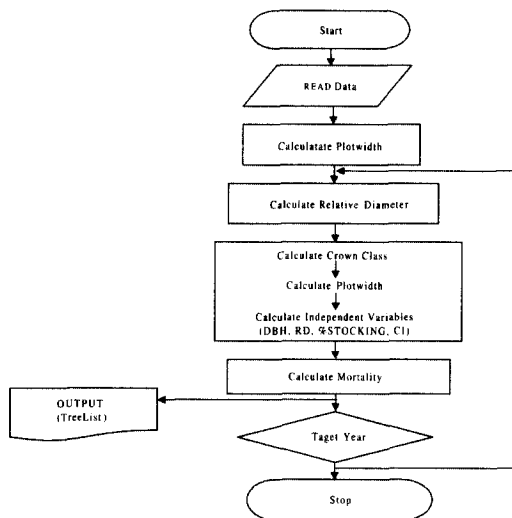 Start
READ Data
Calculatate Plotwidth
Calculate Relative Diameter
Calculate Crown Class
Calculate Plotwidth
Calculate Independent Variables
(DBH, RD, %STOCKING, CI)
Calculate Mortality
OUTPUT
(TreeList)
Taget Year
Stop